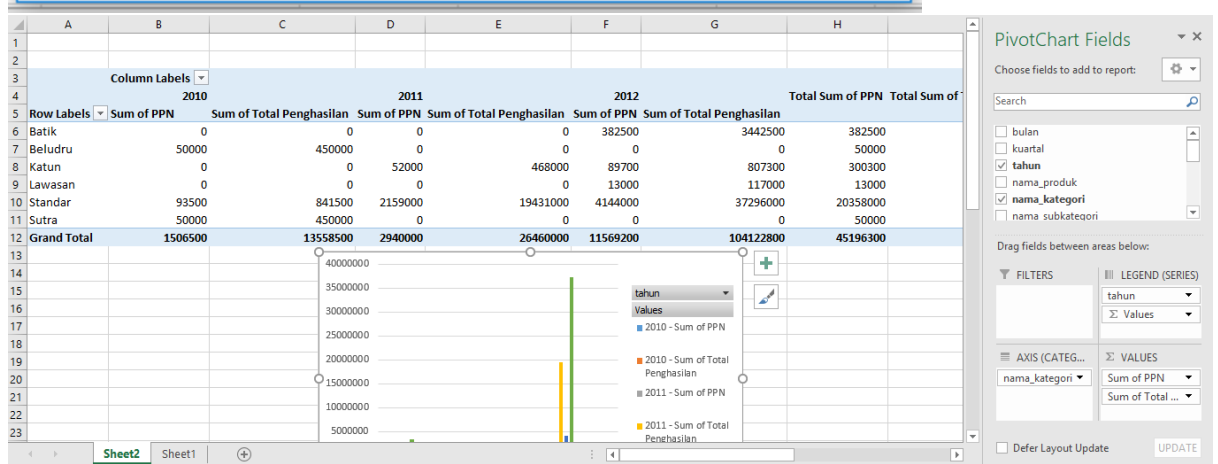 A B C D E F G H
PivotChart Fields
1
2
Choose fields to add to report:
3 Column Labels
4 2010 2011 2012 Total Sum of PPN Total Sum of
Search
5 Row Labels Sum of PPN Sum of Total Penghasilan Sum of PPN Sum of Total Penghasilan Sum of PPN Sum of Total Penghasilan
6 Batik 0 0 0 0 382500 3442500 382500
7 Beludru 50000 450000 0 0 0 0 50000
8 Katun 0 0 52000 468000 89700 807300 300300
9 Lawasan 0 0 0 0 13000 117000 13000
10 Standar 93500 841500 2159000 19431000 4144000 37296000 20358000
11 Sutra 50000 450000 0 0 0 0 50000
12 Grand Total 1506500 13558500 2940000 26460000 11569200 104122800 45196300
bulan
kuartal
tahun
nama_produk
nama_kategori
nama subkategori
Drag fields between areas below:
FILTERS
LEGEND (SERIES)
tahun
Σ Values
AXIS (CATEG...
nama_kategori
Σ VALUES
Sum of PPN
Sum of Total ...
Defer Layout Update
UPDATE
13
14
15
16
17
18
19
20
21
22
23
40000000
35000000
30000000
25000000
20000000
15000000
10000000
5000000
tahun
Values
2010 - Sum of PPN
2010 - Sum of Total
Penghasilan
2011 - Sum of PPN
2011 - Sum of Total
Penghasilan
Sheet2 Sheet1